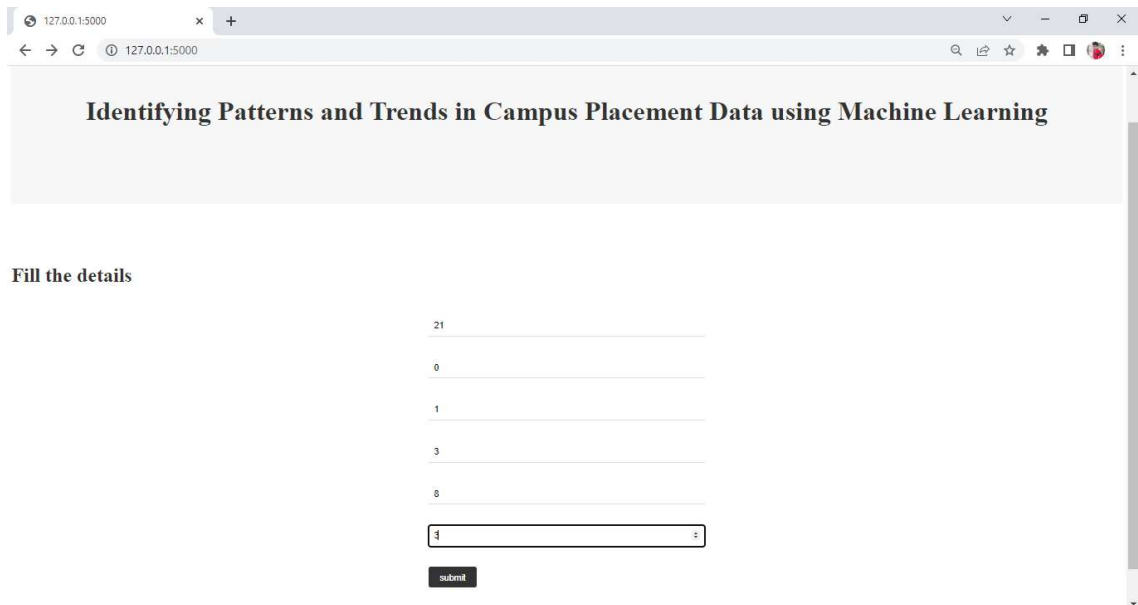 127.0.0.1:5000
127.0.0.1:5000
Identifying Patterns and Trends in Campus Placement Data using Machine Learning
Fill the details
21
0
1
3
8
3
submit